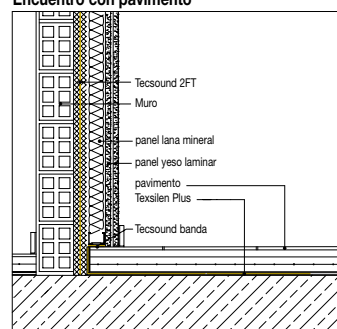 Encuentro con pavimento
Tecsound 2FT
Muro
panel lana mineral
panel yeso laminar
pavimento
Texsilen Plus
Tecsound banda